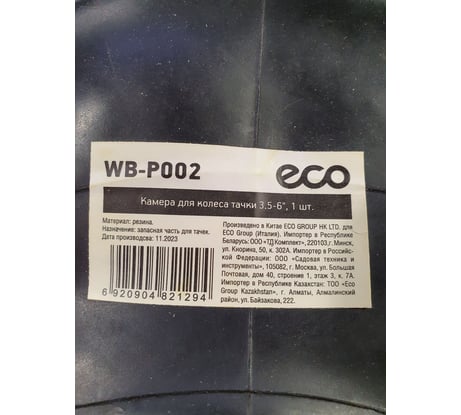 WB-P002
eco
Камера для колеса тачки 3.5-6", 1 шт.
Материал: резина.
Назначения: запасная часть для тачек.
Дата производова: 11.2023
6 920904 821294
Произведено в Китае ECO GROUP HK LTD. для
ECO Group (Италия). Импортер в Республике
Беларусь: ООО «ТД Комплект», 220103, г. Минск,
ул. Кнорина, 50, к. 302А. Импортер в Российс-
кой Федерации: ООО «Садовая техника и
инструменты», 105082, г. Москва, ул. Большая
Почтовая, дом 40, строение 1, этаж 3, к. 7А.
Импортер в Республике Казахстан: ТОО «Eco
Group Kazakhstan», г. Алматы, Алмалинский
район, ул. Байзакова, 222.